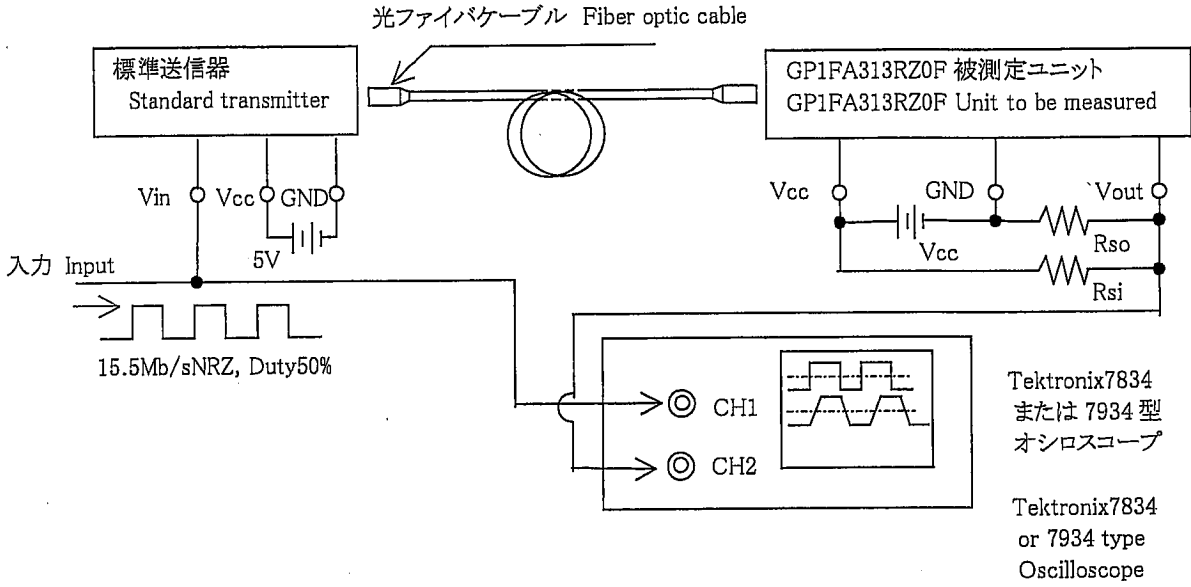 光ファイバケーブル Fiber optic cable
標準送信器
Standard transmitter
GP1FA313RZ0F 被測定ユニット
GP1FA313RZ0F Unit to be measured
Vin
Vcc
GND
5V
Vcc
GND
Vout
Vcc
Rso
Rsi
入力 Input
15.5Mb/sNRZ, Duty50%
CH1
CH2
Tektronix7834
または 7934 型
オシロスコープ
Tektronix7834
or 7934 type
Oscilloscope